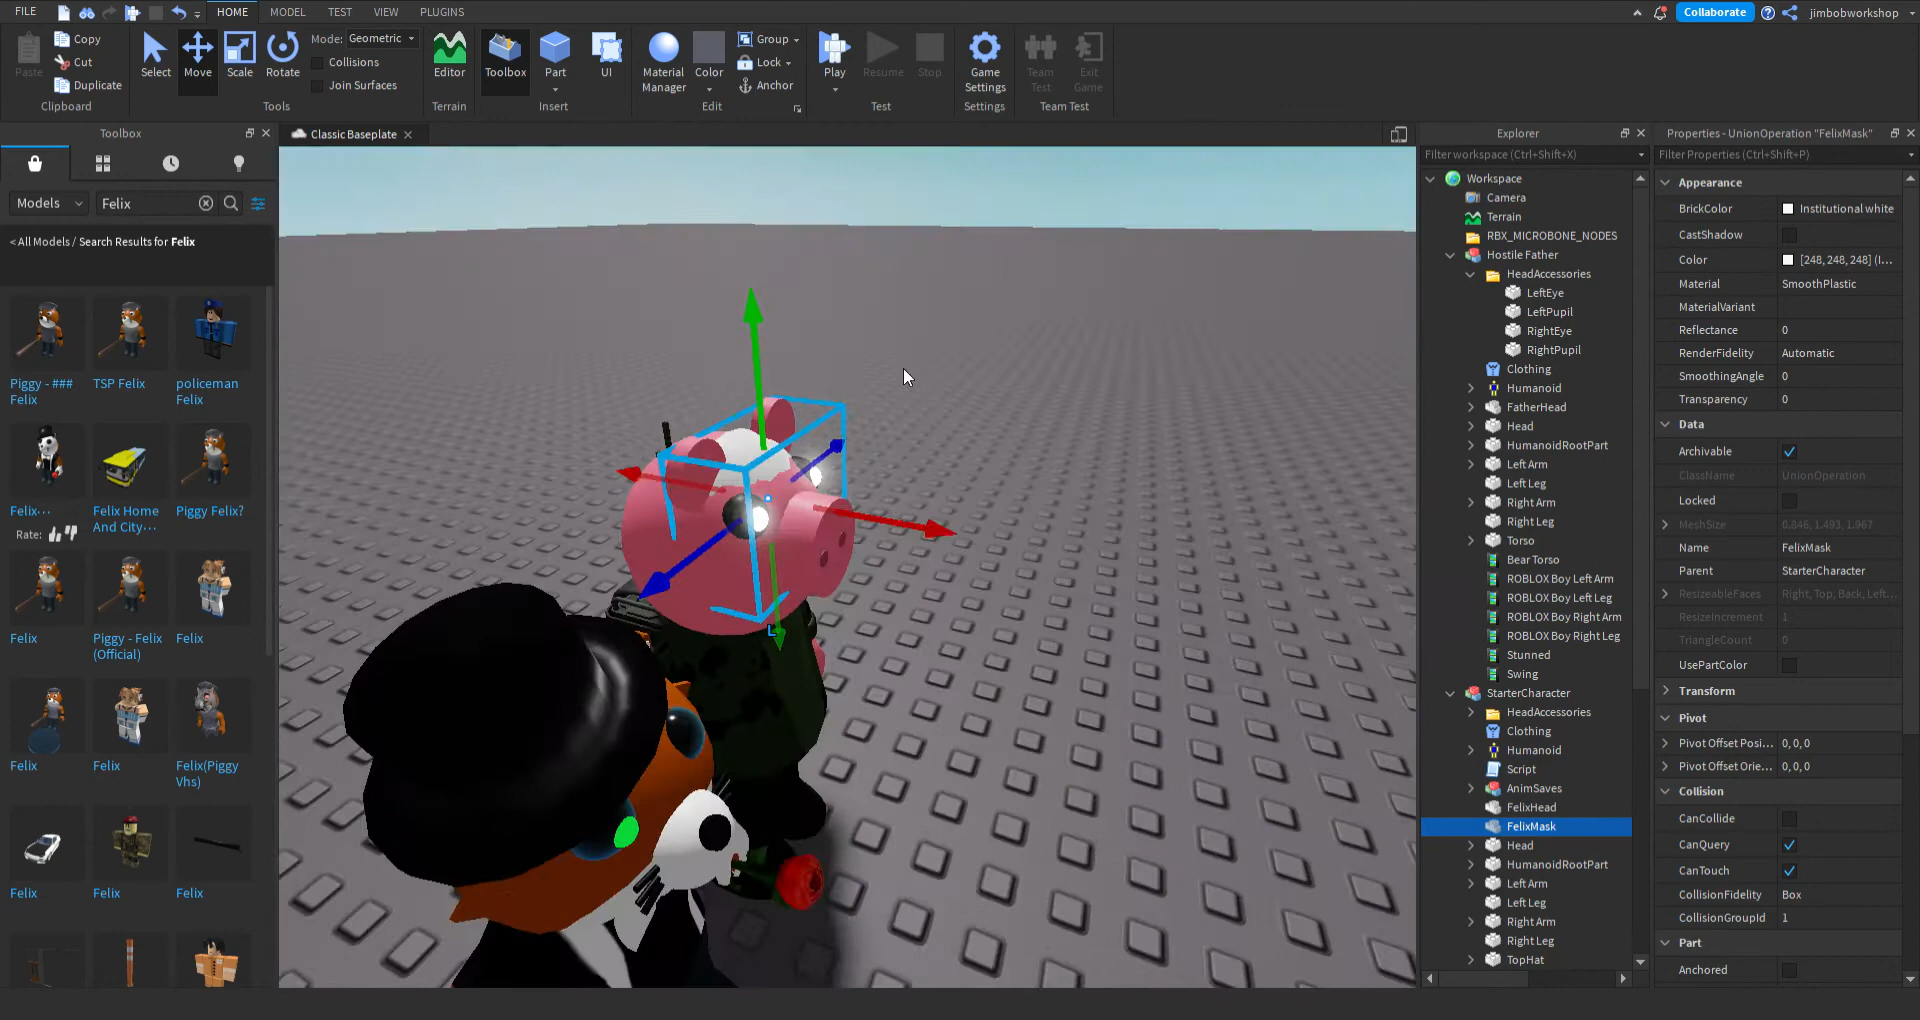 FILE
HOME
MODEL
TEST
VIEW
PLUGINS
Collaborate
jimbobworkshop
Paste
Copy
Cut
Duplicate
Clipboard
Select
Move
Scale
Rotate
Mode: Geometric
Collisions
Join Surfaces
Tools
Editor
Terrain
Toolbox
Part
UI
Insert
Material
Manager
Color
Group
Lock
Anchor
Edit
Play
Resume
Stop
Test
Game
Settings
Settings
Team
Test
Exit
Game
Team Test
Toolbox
Models
Felix
< All Models / Search Results for Felix
Piggy - ###
Felix
TSP Felix
policeman
Felix
Felix...
Rate:
Felix Home
And City...
Piggy Felix?
Felix
Piggy - Felix
(Official)
Felix
Felix
Felix
Felix(Piggy
Vhs)
Felix
Felix
Felix
Classic Baseplate
L
Explorer
Filter workspace (Ctrl+Shift+X)
Workspace
Camera
Terrain
RBX_MICROBONE_NODES
Hostile Father
HeadAccessories
LeftEye
LeftPupil
RightEye
RightPupil
Clothing
Humanoid
FatherHead
Head
HumanoidRootPart
Left Arm
Left Leg
Right Arm
Right Leg
Torso
Bear Torso
ROBLOX Boy Left Arm
ROBLOX Boy Left Leg
ROBLOX Boy Right Arm
ROBLOX Boy Right Leg
Stunned
Swing
StarterCharacter
HeadAccessories
Clothing
Humanoid
Script
AnimSaves
FelixHead
FelixMask
Head
HumanoidRootPart
Left Arm
Left Leg
Right Arm
Right Leg
TopHat
Properties - UnionOperation "FelixMask"
Filter Properties (Ctrl+Shift+P)
Appearance
BrickColor Institutional white
CastShadow
Color [248, 248, 248] (I...
Material SmoothPlastic
MaterialVariant
Reflectance 0
RenderFidelity Automatic
SmoothingAngle 0
Transparency 0
Data
Archivable
ClassName UnionOperation
Locked
MeshSize 0.846, 1.493, 1.967
Name FelixMask
Parent StarterCharacter
ResizeableFaces Right, Top, Back, Left...
ResizeIncrement 1
TriangleCount 0
UsePartColor
Transform
Pivot
Pivot Offset Posi... 0, 0, 0
Pivot Offset Orie... 0, 0, 0
Collision
CanCollide
CanQuery
CanTouch
CollisionFidelity Box
CollisionGroupId 1
Part
Anchored